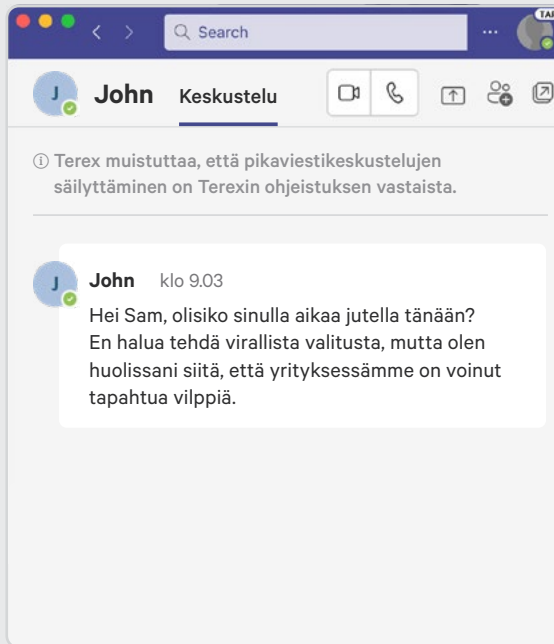 Search
TAP
J
John Keskustelu
Terex muistuttaa, että pikaviestikeskustelujen
säilyttäminen on Terexin ohjeistuksen vastaista.
J
John klo 9.03
Hei Sam, olisiko sinulla aikaa jutella tänään?
En halua tehdä virallista valitusta, mutta olen
huolissani siitä, että yrityksessämme on voinut
tapahtua vilppiä.